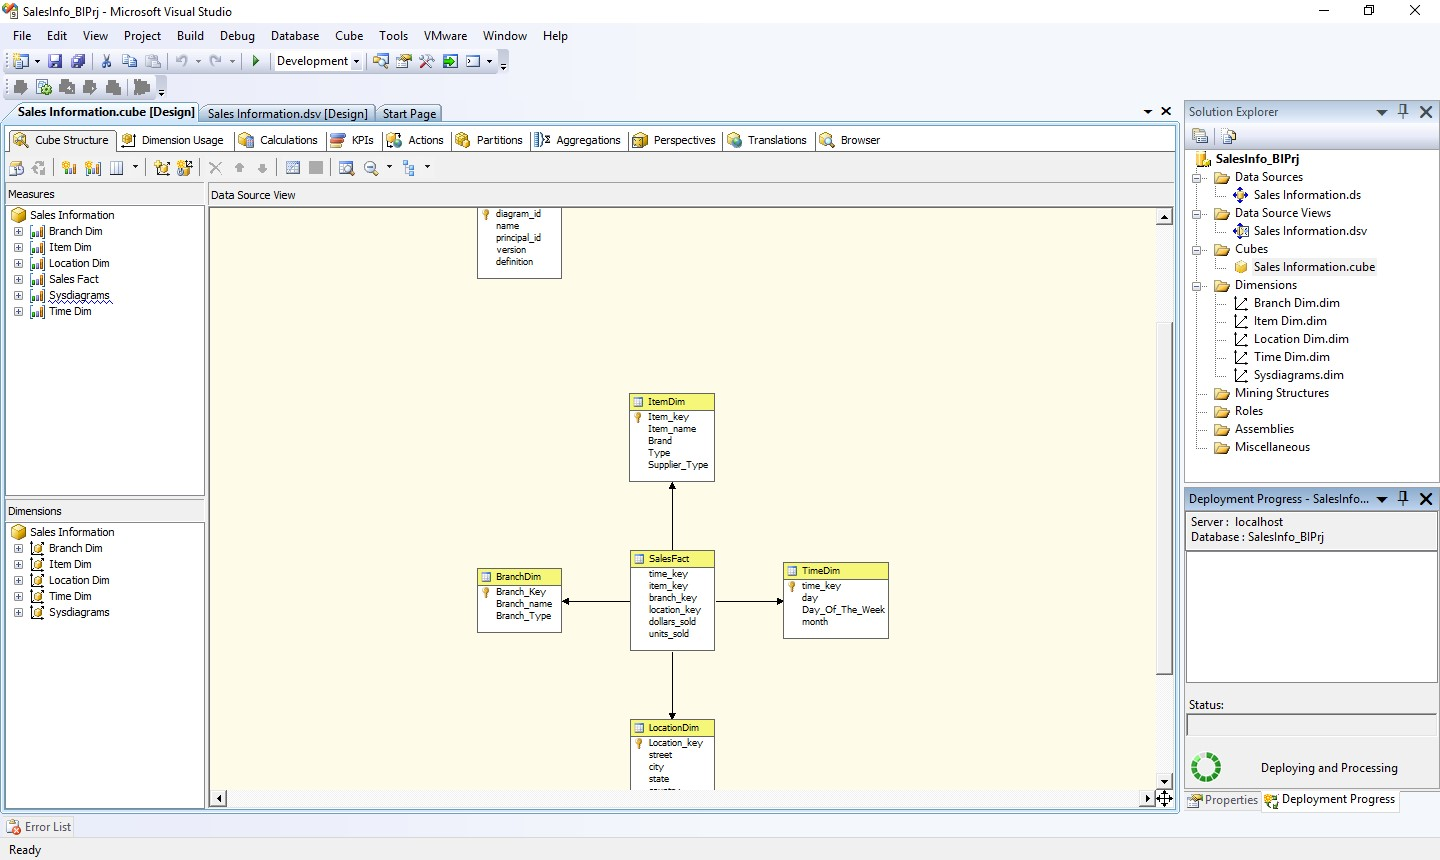 SalesInfo_BIPrj - Microsoft Visual Studio
File Edit View Project Build Debug Database Cube Tools VMware Window Help
Development
Sales Information.cube [Design] Sales Information.dsv [Design] Start Page
Cube Structure Dimension Usage Calculations KPIs Actions Partitions Aggregations Perspectives Translations Browser
Measures
Sales Information
Branch Dim
Item Dim
Location Dim
Sales Fact
Sysdiagrams
Time Dim
Dimensions
Sales Information
Branch Dim
Item Dim
Location Dim
Time Dim
Sysdiagrams
Data Source View
diagram_id
name
principal_id
version
definition
ItemDim
Item_key
Item_name
Brand
Type
Supplier_Type
BranchDim
Branch_Key
Branch_name
Branch_Type
SalesFact
time_key
item_key
branch_key
location_key
dollars_sold
units_sold
TimeDim
time_key
day
Day_Of_The_Week
month
LocationDim
Location_key
street
city
state
Solution Explorer
SalesInfo_BIPrj
Data Sources
Sales Information.ds
Data Source Views
Sales Information.dsv
Cubes
Sales Information.cube
Dimensions
Branch Dim.dim
Item Dim.dim
Location Dim.dim
Time Dim.dim
Sysdiagrams.dim
Mining Structures
Roles
Assemblies
Miscellaneous
Deployment Progress - SalesInfo...
Server : localhost
Database : SalesInfo_BIPrj
Status:
Deploying and Processing
Properties Deployment Progress
Error List
Ready